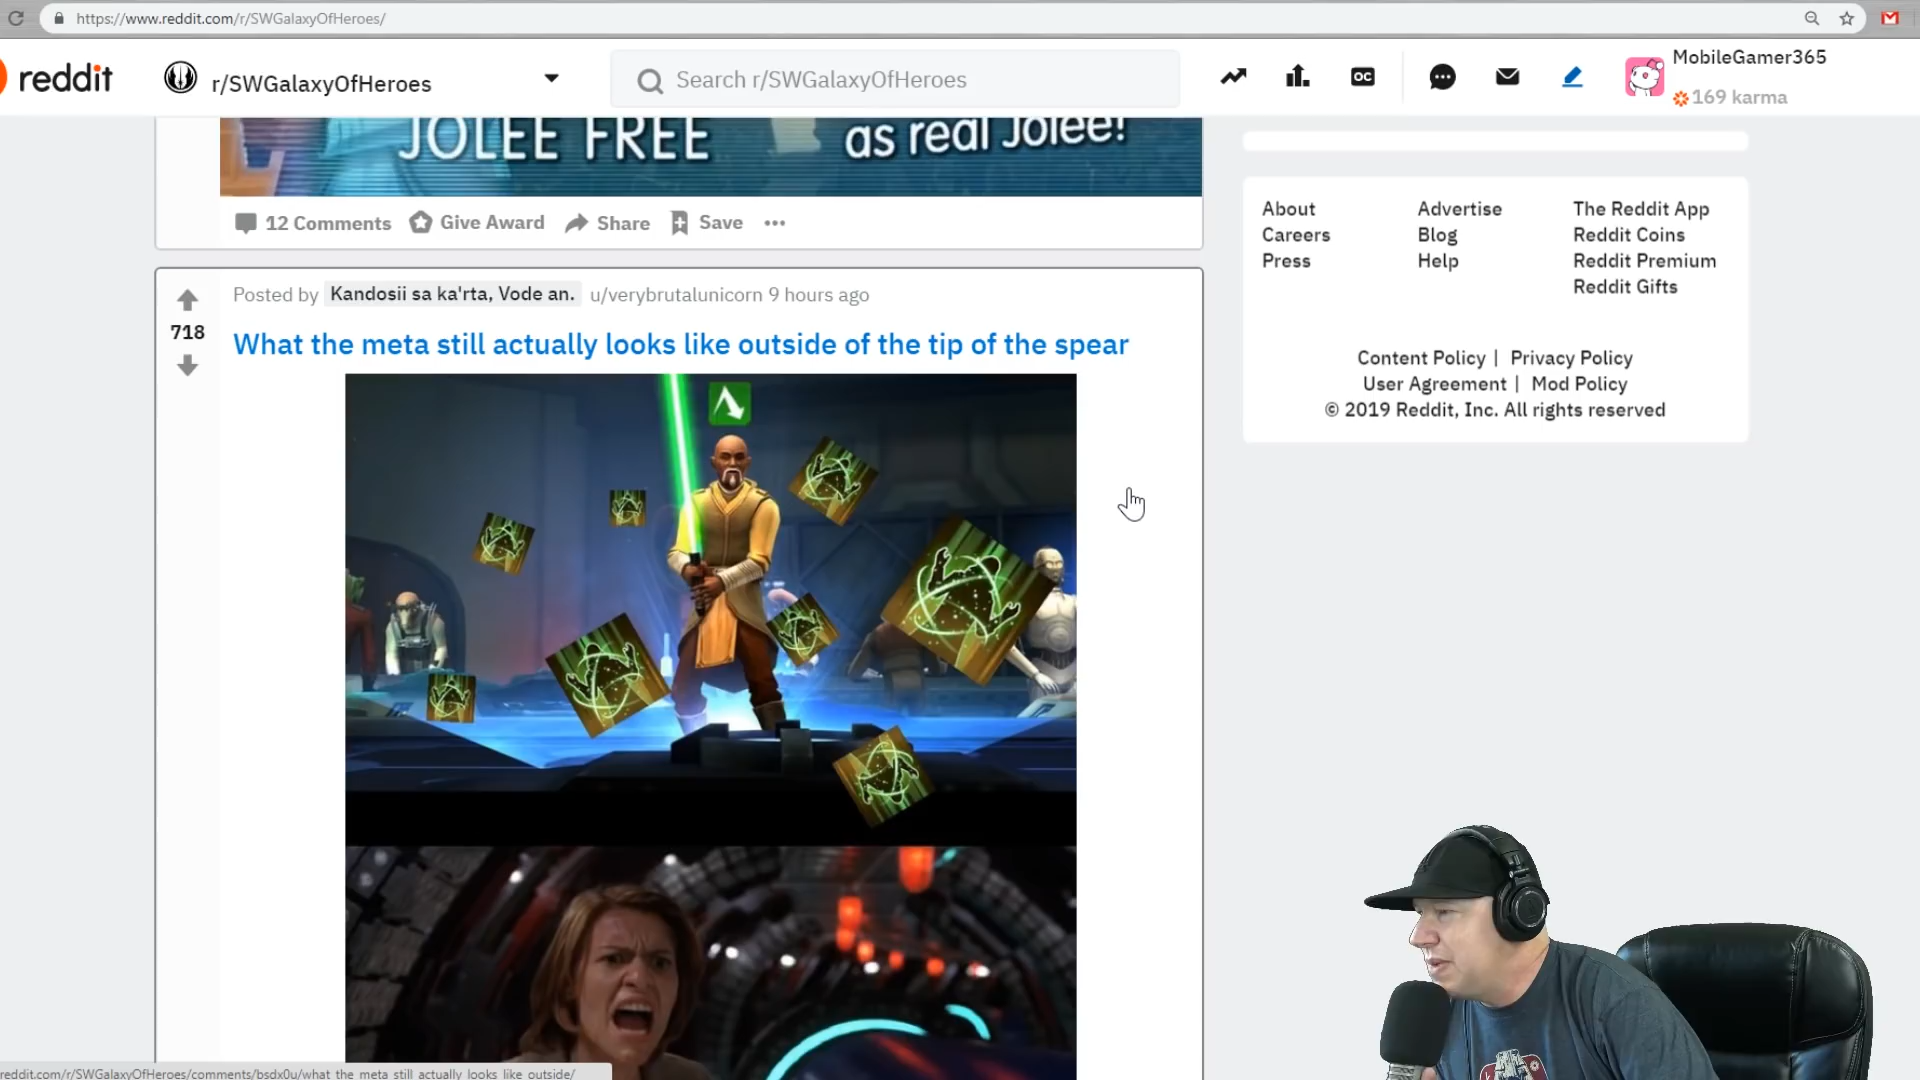 https://www.reddit.com/r/SWGalaxyOfHeroes/
reddit
r/SWGalaxyOfHeroes
Search r/SWGalaxyOfHeroes
OC
MobileGamer365
169 karma
JOLEE FREE
as real Jolee!
12 Comments Give Award Share Save
Posted by Kandosii sa ka'rta, Vode an. u/verybrutalunicorn 9 hours ago
718
What the meta still actually looks like outside of the tip of the spear
About Advertise The Reddit App
Careers Blog Reddit Coins
Press Help Reddit Premium
Reddit Gifts
Content Policy | Privacy Policy
User Agreement | Mod Policy
© 2019 Reddit, Inc. All rights reserved
reddit.com/r/SWGalaxyOfHeroes/comments/bsdx0u/what_the_meta_still_actually_looks_like_outside/